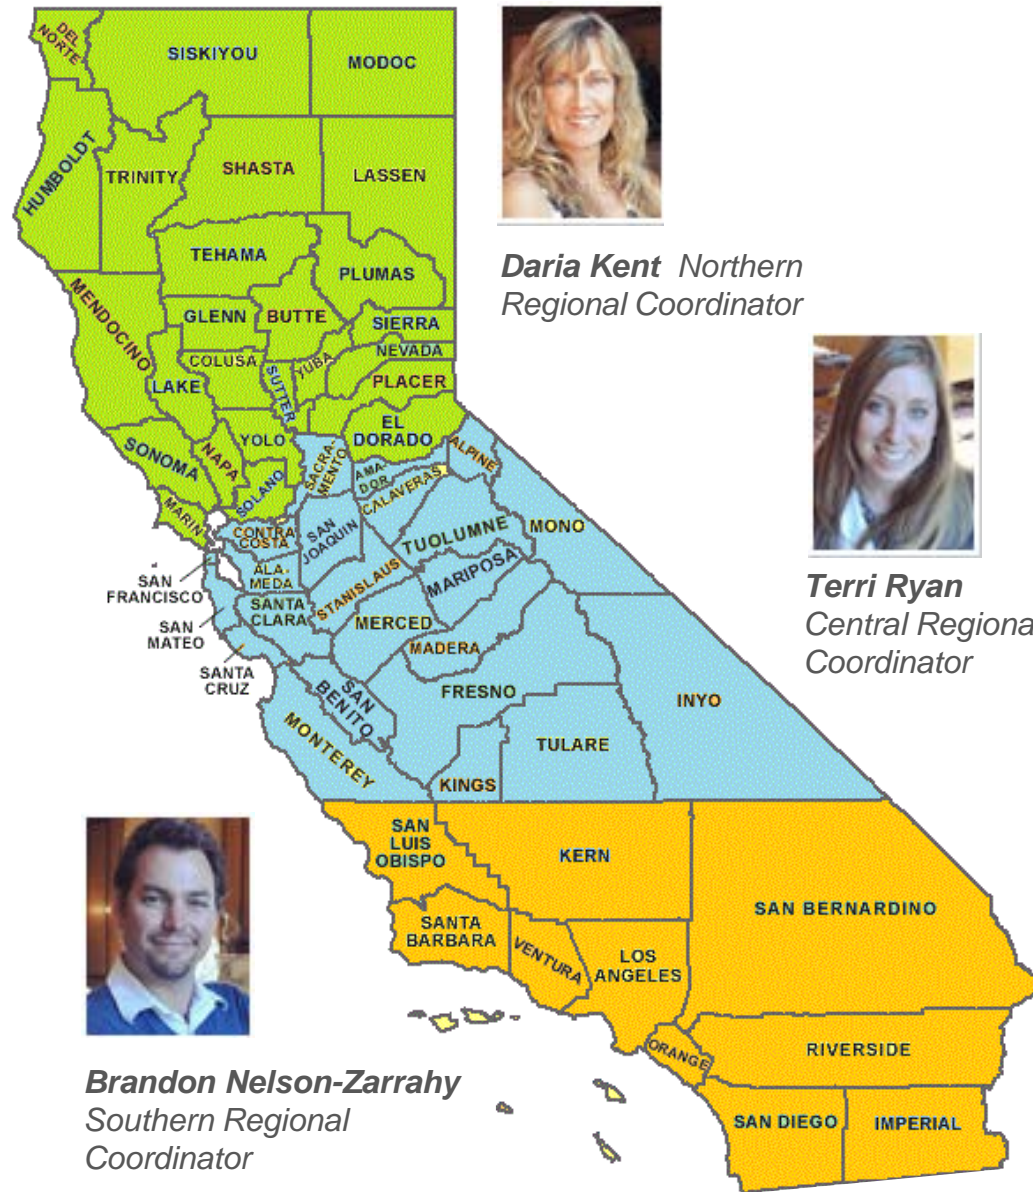 DEL
NORTE
SISKIYOU
MODOC
HUMBOLDT
TRINITY
SHASTA
LASSEN
TEHAMA
PLUMAS
MENDOCINO
GLENN
BUTTE
SIERRA
COLUSA
YUBA
NEVADA
LAKE
SUTTER
PLACER
SONOMA
NAPA
YOLO
EL
DORADO
SOLANO
MARIN
Daria Kent Northern
Regional Coordinator
SACRA-
MENTO
AMA-
DOR
ALPINE
CALAVERAS
CONTRA
COSTA
SAN
JOAQUIN
TUOLUMNE
MONO
SAN
FRANCISCO
ALA-
MEDA
STANISLAUS
MARIPOSA
SAN
MATEO
SANTA
CLARA
MERCED
MADERA
SANTA
CRUZ
SAN
BENITO
FRESNO
INYO
MONTEREY
KINGS
TULARE
Terri Ryan
Central Regiona
Coordinator
SAN
LUIS
OBISPO
KERN
SAN BERNARDINO
SANTA
BARBARA
VENTURA
LOS
ANGELES
ORANGE
RIVERSIDE
SAN DIEGO
IMPERIAL
Brandon Nelson-Zarrahy
Southern Regional
Coordinator